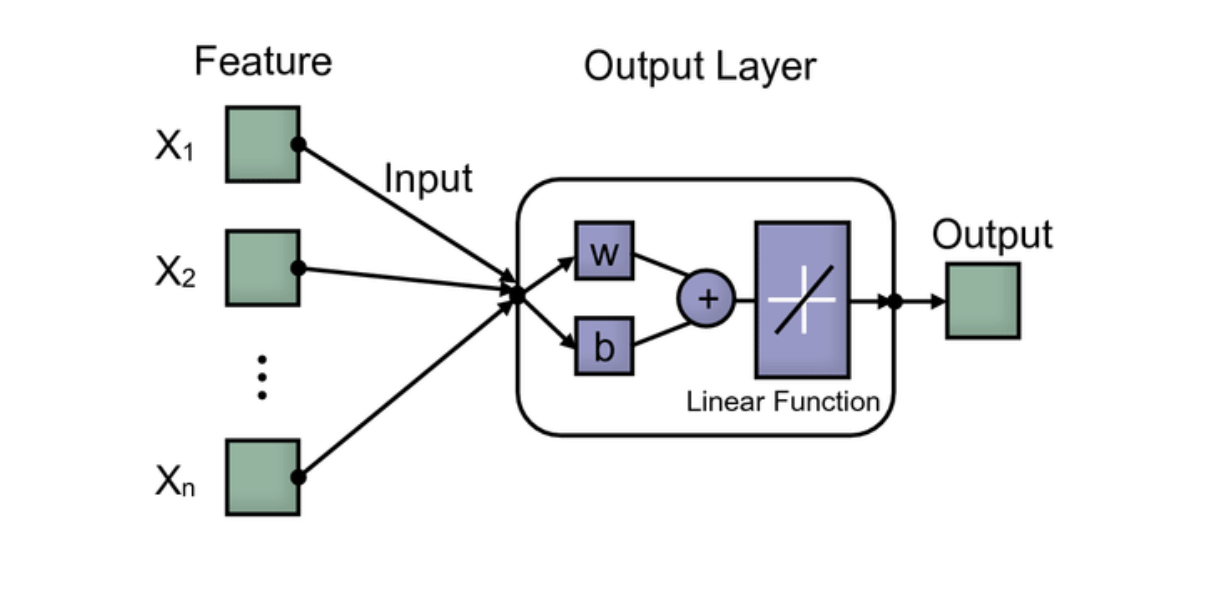 Feature
Output Layer
X₁
Input
X₂
w
Output
+
b
Linear Function
Xₙ